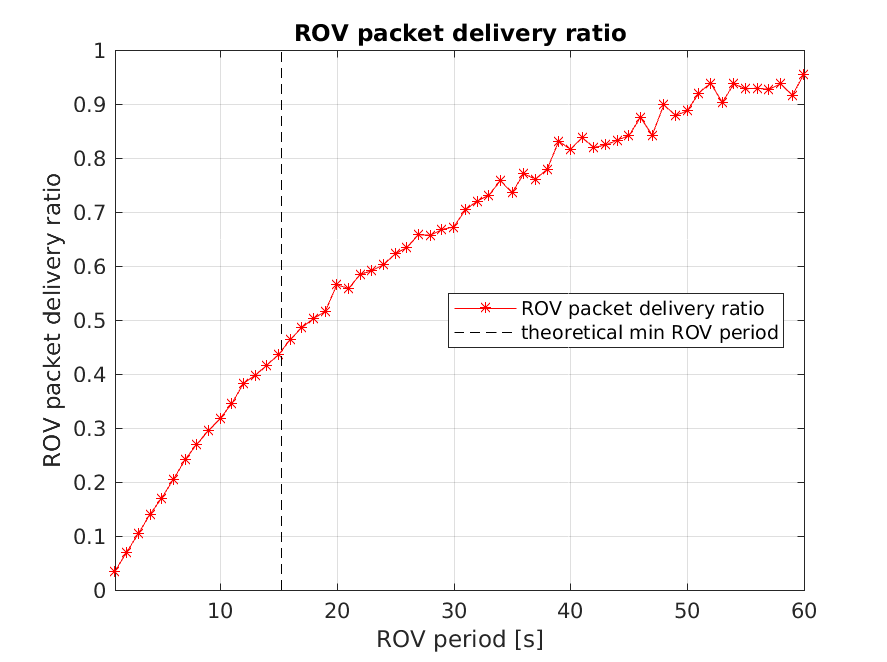 ROV packet delivery ratio
1
0.9
0.8
0.7
0.6
0.5
0.4
0.3
0.2
0.1
0
ROV packet delivery ratio
ROV packet delivery ratio
theoretical min ROV period
10 20 30 40 50 60
ROV period [s]